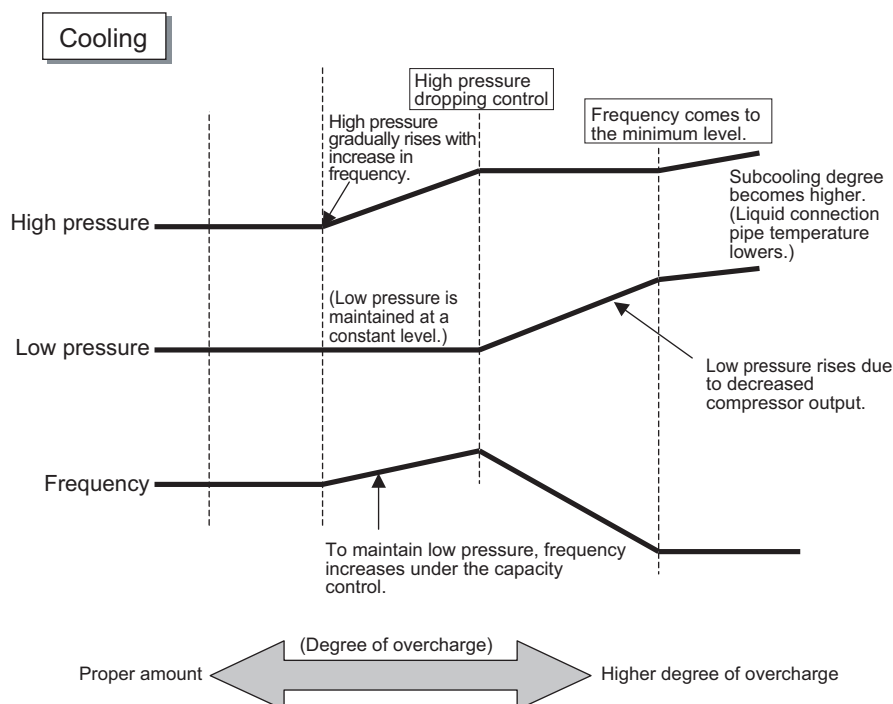 Cooling
High pressure
dropping control
Frequency comes to
the minimum level.
High pressure
gradually rises with
increase in
frequency.
Subcooling degree
becomes higher.
(Liquid connection
pipe temperature
lowers.)
High pressure
(Low pressure is
maintained at a
constant level.)
Low pressure
Low pressure rises due
to decreased
compressor output.
Frequency
To maintain low pressure, frequency
increases under the capacity
control.
(Degree of overcharge)
Proper amount
Higher degree of overcharge